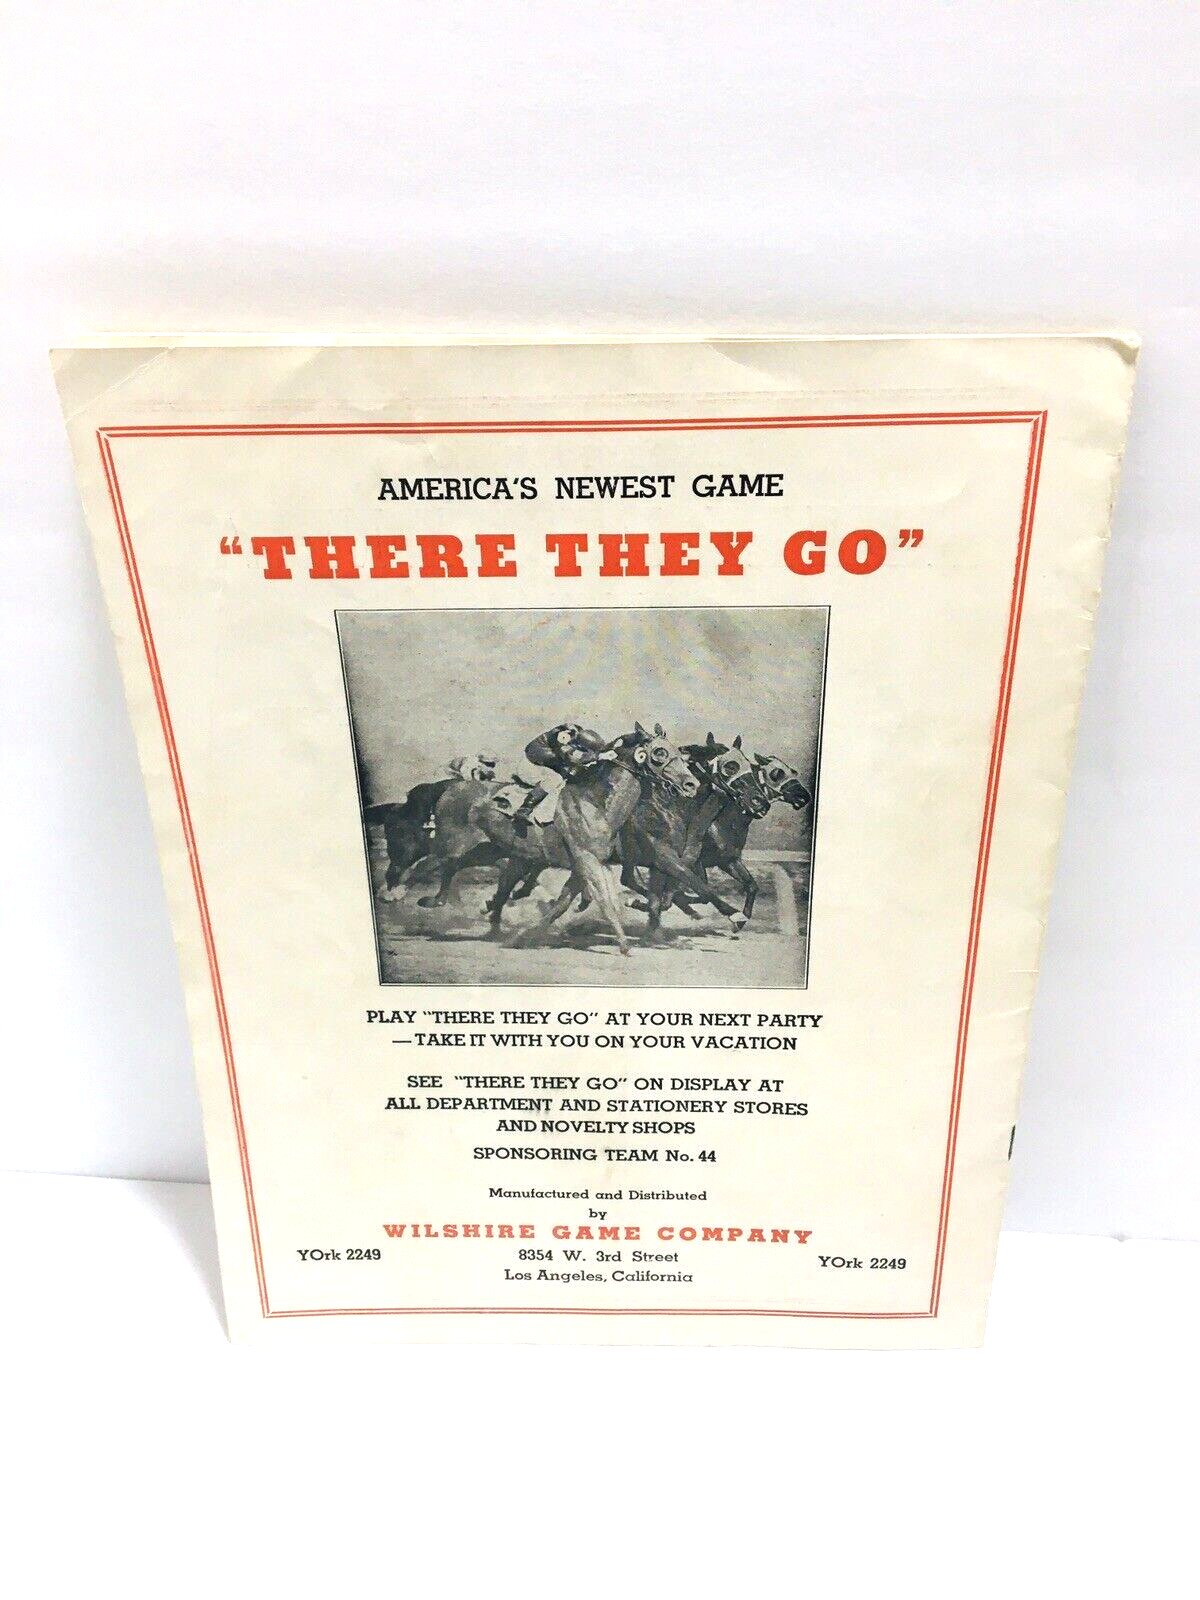 AMERICA'S NEWEST GAME
"THERE THEY GO"
PLAY "THERE THEY GO" AT YOUR NEXT PARTY
—TAKE IT WITH YOU ON YOUR VACATION
SEE "THERE THEY GO" ON DISPLAY AT
ALL DEPARTMENT AND STATIONERY STORES
AND NOVELTY SHOPS
SPONSORING TEAM No. 44
Manufactured and Distributed
by
WILSHIRE GAME COMPANY
YOrk 2249 8354 W. 3rd Street YOrk 2249
Los Angeles, California